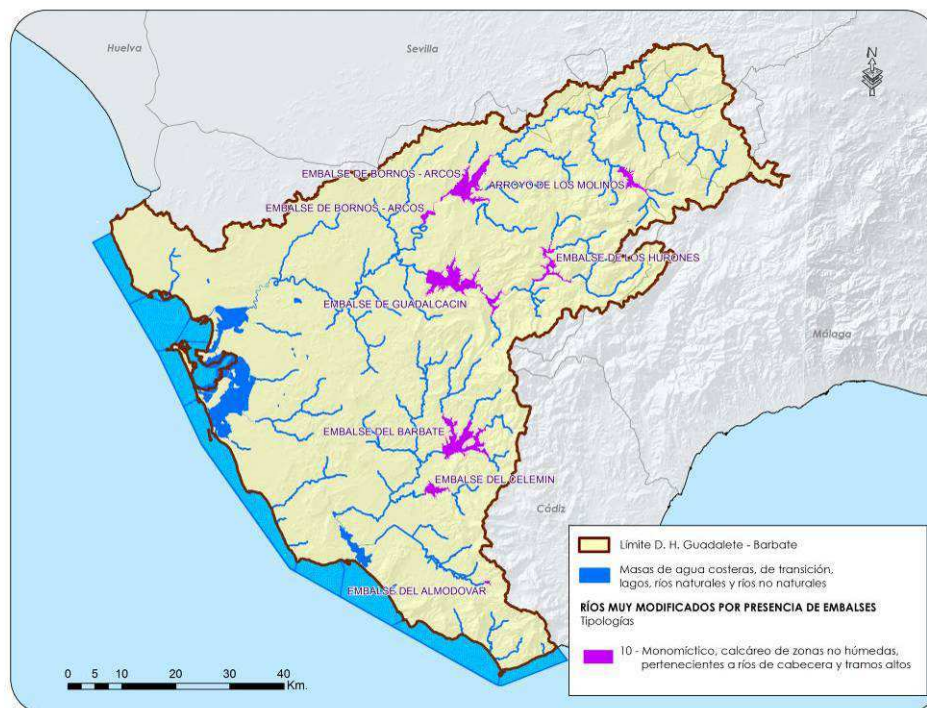 Huelva
Sevilla
N
EMBALSE DE BORNOS - ARCOS
ARROYO DE LOS MOLINOS
EMBALSE DE BORNOS - ARCOS
EMBALSE DE LOS HURONES
EMBALSE DE GUADALCACIN
Málaga
EMBALSE DEL BARBATE
EMBALSE DEL CELEMIN
Cádiz
EMBALSE DEL ALMODOVAR
Límite D. H. Guadalete - Barbate
Masas de agua costeras, de transición,
lagos, ríos naturales y ríos no naturales
RÍOS MUY MODIFICADOS POR PRESENCIA DE EMBALSES
Tipologías
10 - Monomíctico, calcáreo de zonas no húmedas,
pertenecientes a ríos de cabecera y tramos altos
0 5 10 20 30 40
Km.